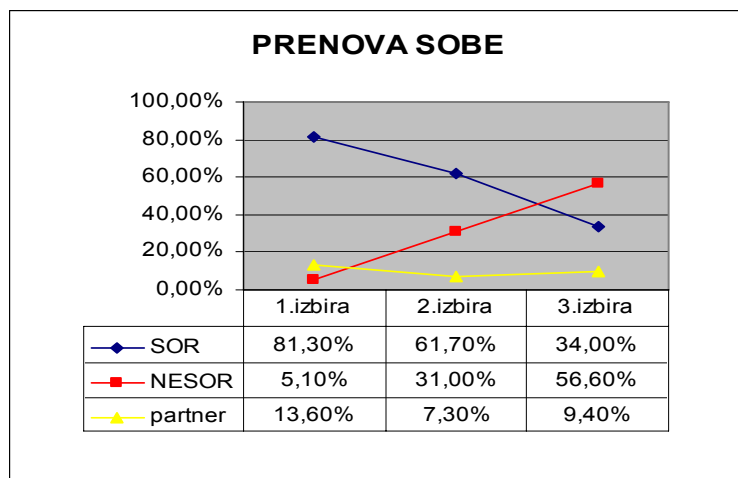 PRENOVA SOBE
100,00%
80,00%
60,00%
40,00%
20,00%
0,00%
1.izbira 2.izbira 3.izbira
SOR 81,30% 61,70% 34,00%
NESOR 5,10% 31,00% 56,60%
partner 13,60% 7,30% 9,40%